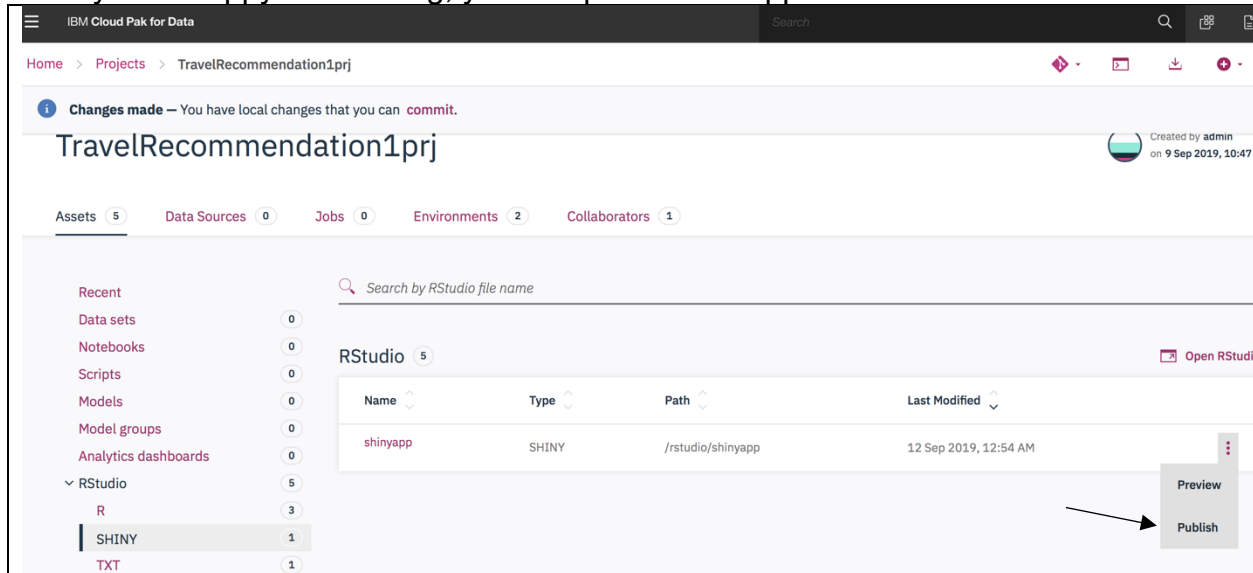 IBM Cloud Pak for Data Search
Home > Projects > TravelRecommendation1prj
Changes made — You have local changes that you can commit.
TravelRecommendation1prj
Created by admin
on 9 Sep 2019, 10:47
Assets 5 Data Sources 0 Jobs 0 Environments 2 Collaborators 1
Recent
Search by RStudio file name
Data sets 0
Notebooks 0
RStudio 5
Open RStudi
Scripts 0
Models 0
Name Type Path Last Modified
Model groups 0
shinyapp SHINY /rstudio/shinyapp 12 Sep 2019, 12:54 AM
Analytics dashboards 0
RStudio 5
Preview
R 3
Publish
SHINY 1
TXT 1